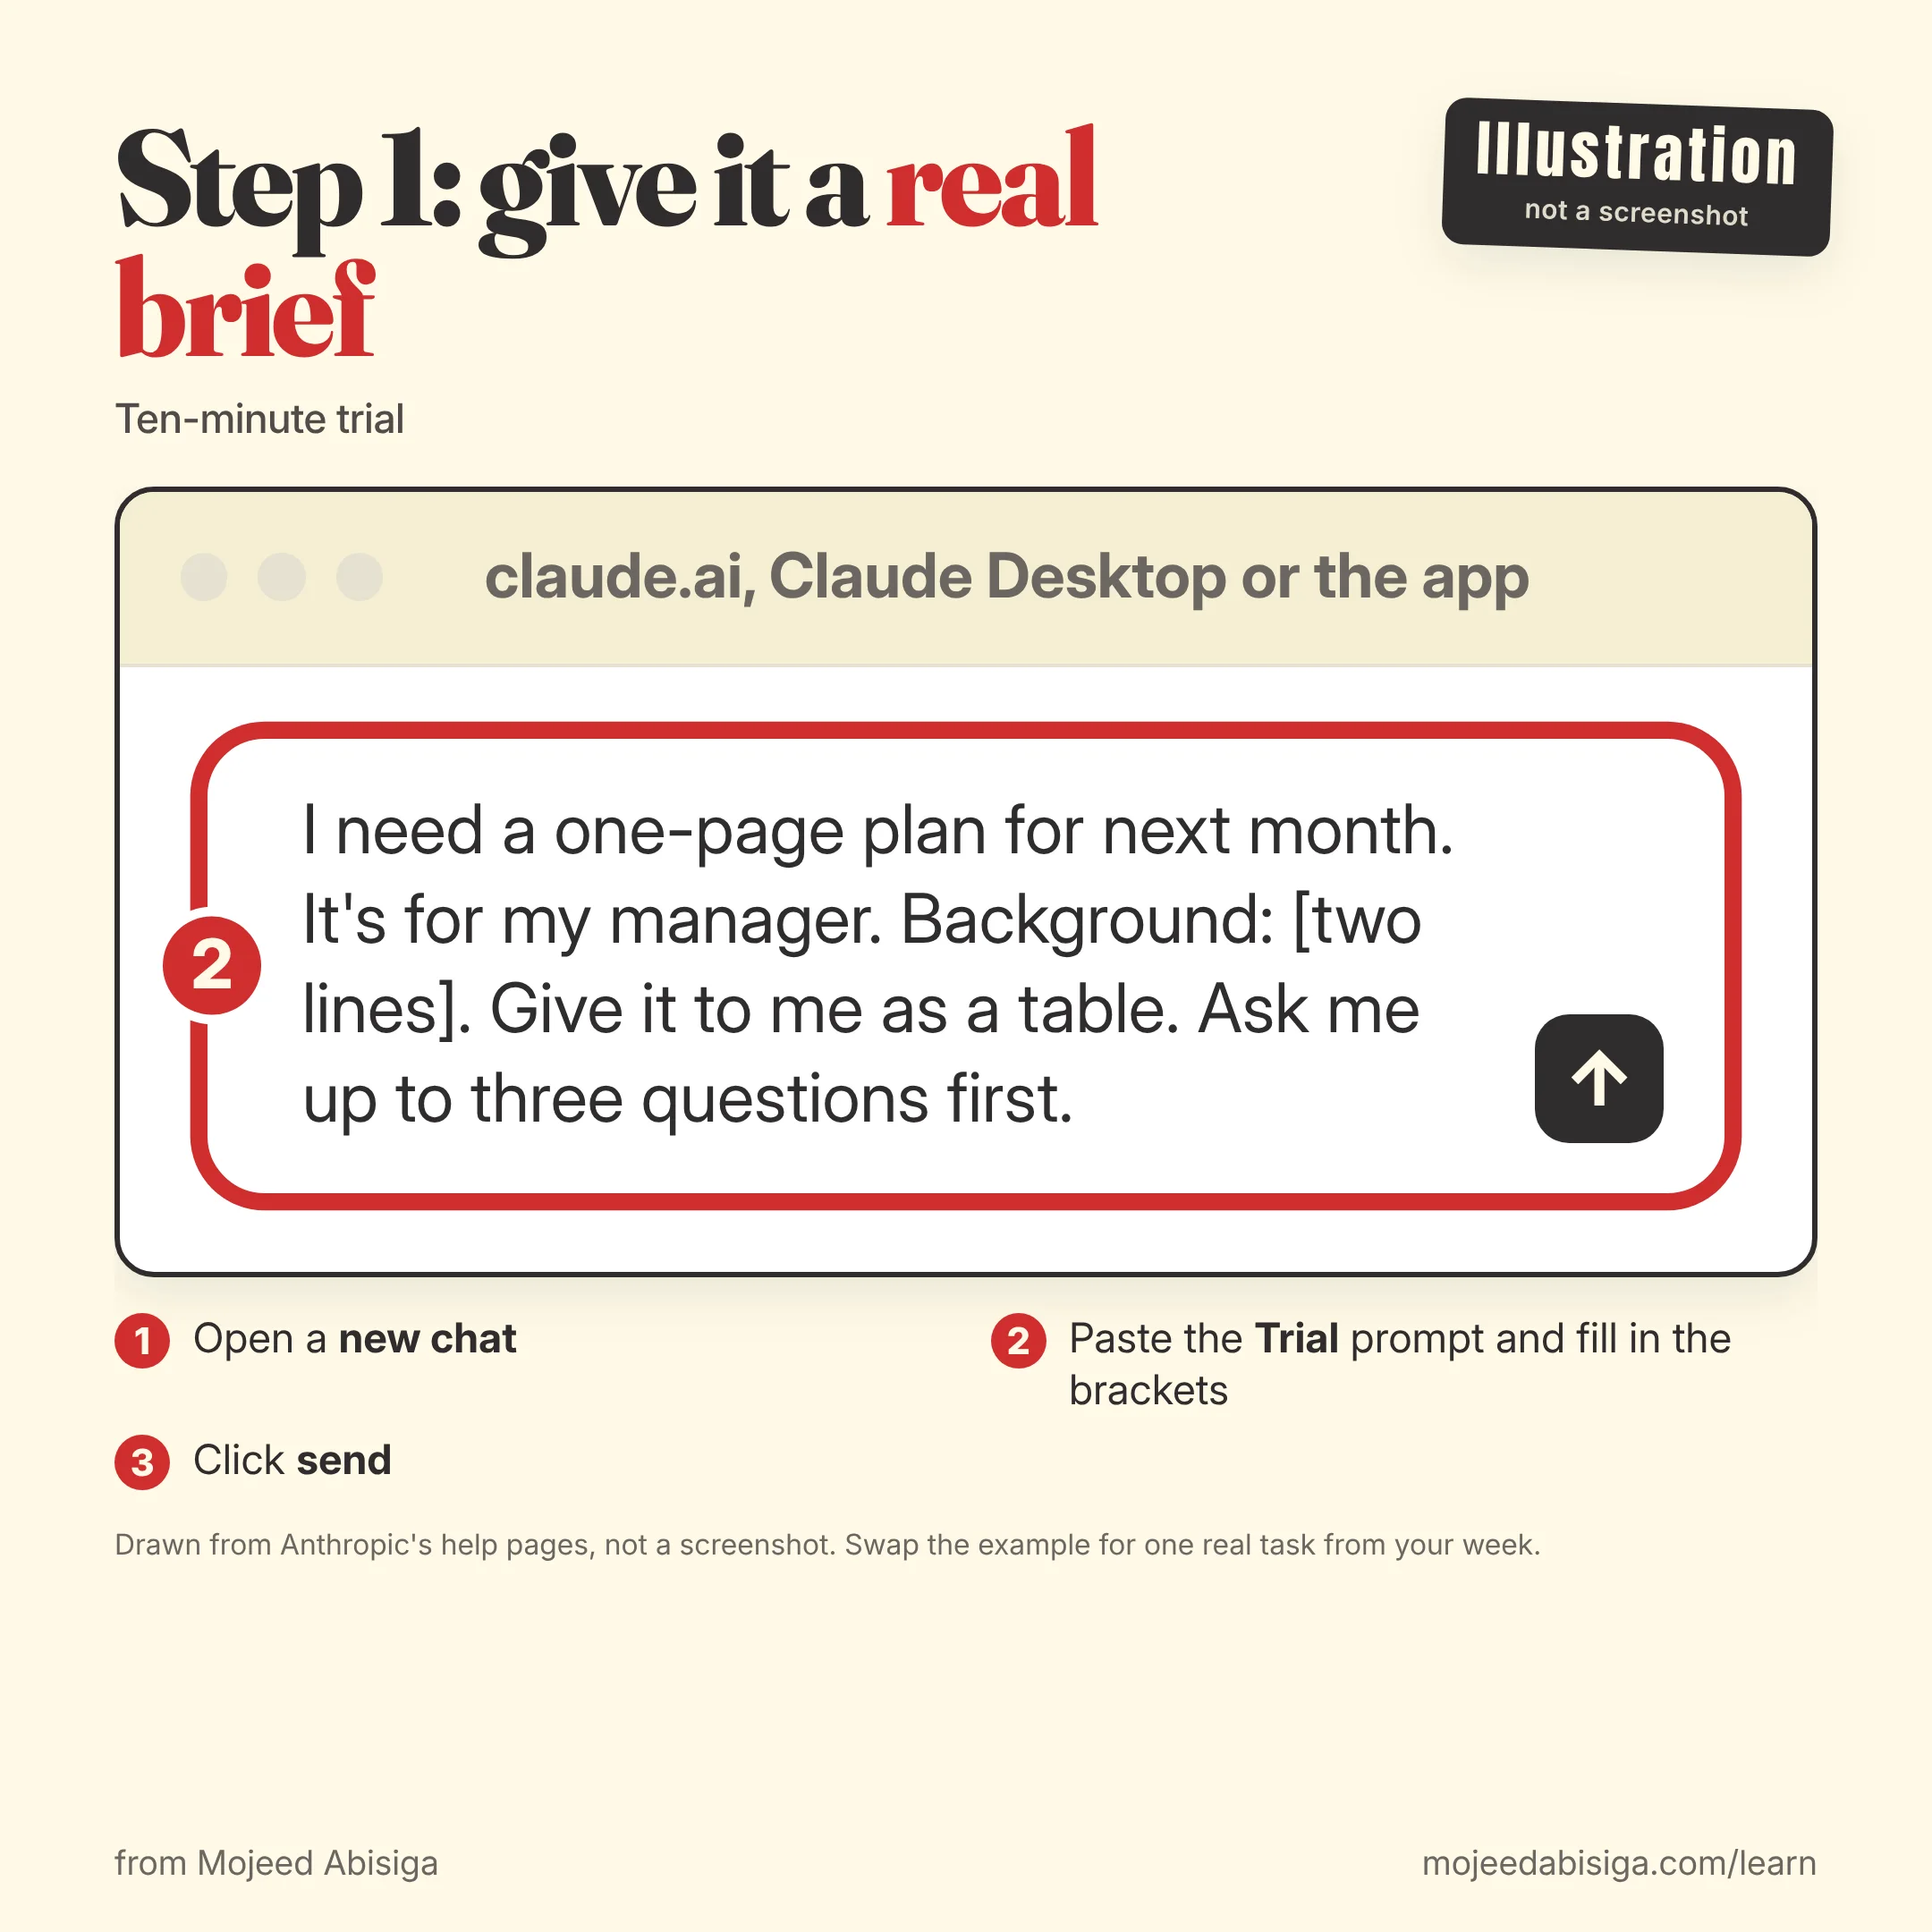 Step 1: give it a real
brief
Illustration
not a screenshot
Ten-minute trial
claude.ai, Claude Desktop or the app
I need a one-page plan for next month.
It's for my manager. Background: [two
lines]. Give it to me as a table. Ask me
up to three questions first.
2
1 Open a new chat
2 Paste the Trial prompt and fill in the
brackets
3 Click send
Drawn from Anthropic's help pages, not a screenshot. Swap the example for one real task from your week.
from Mojeed Abisiga
mojeedabisiga.com/learn